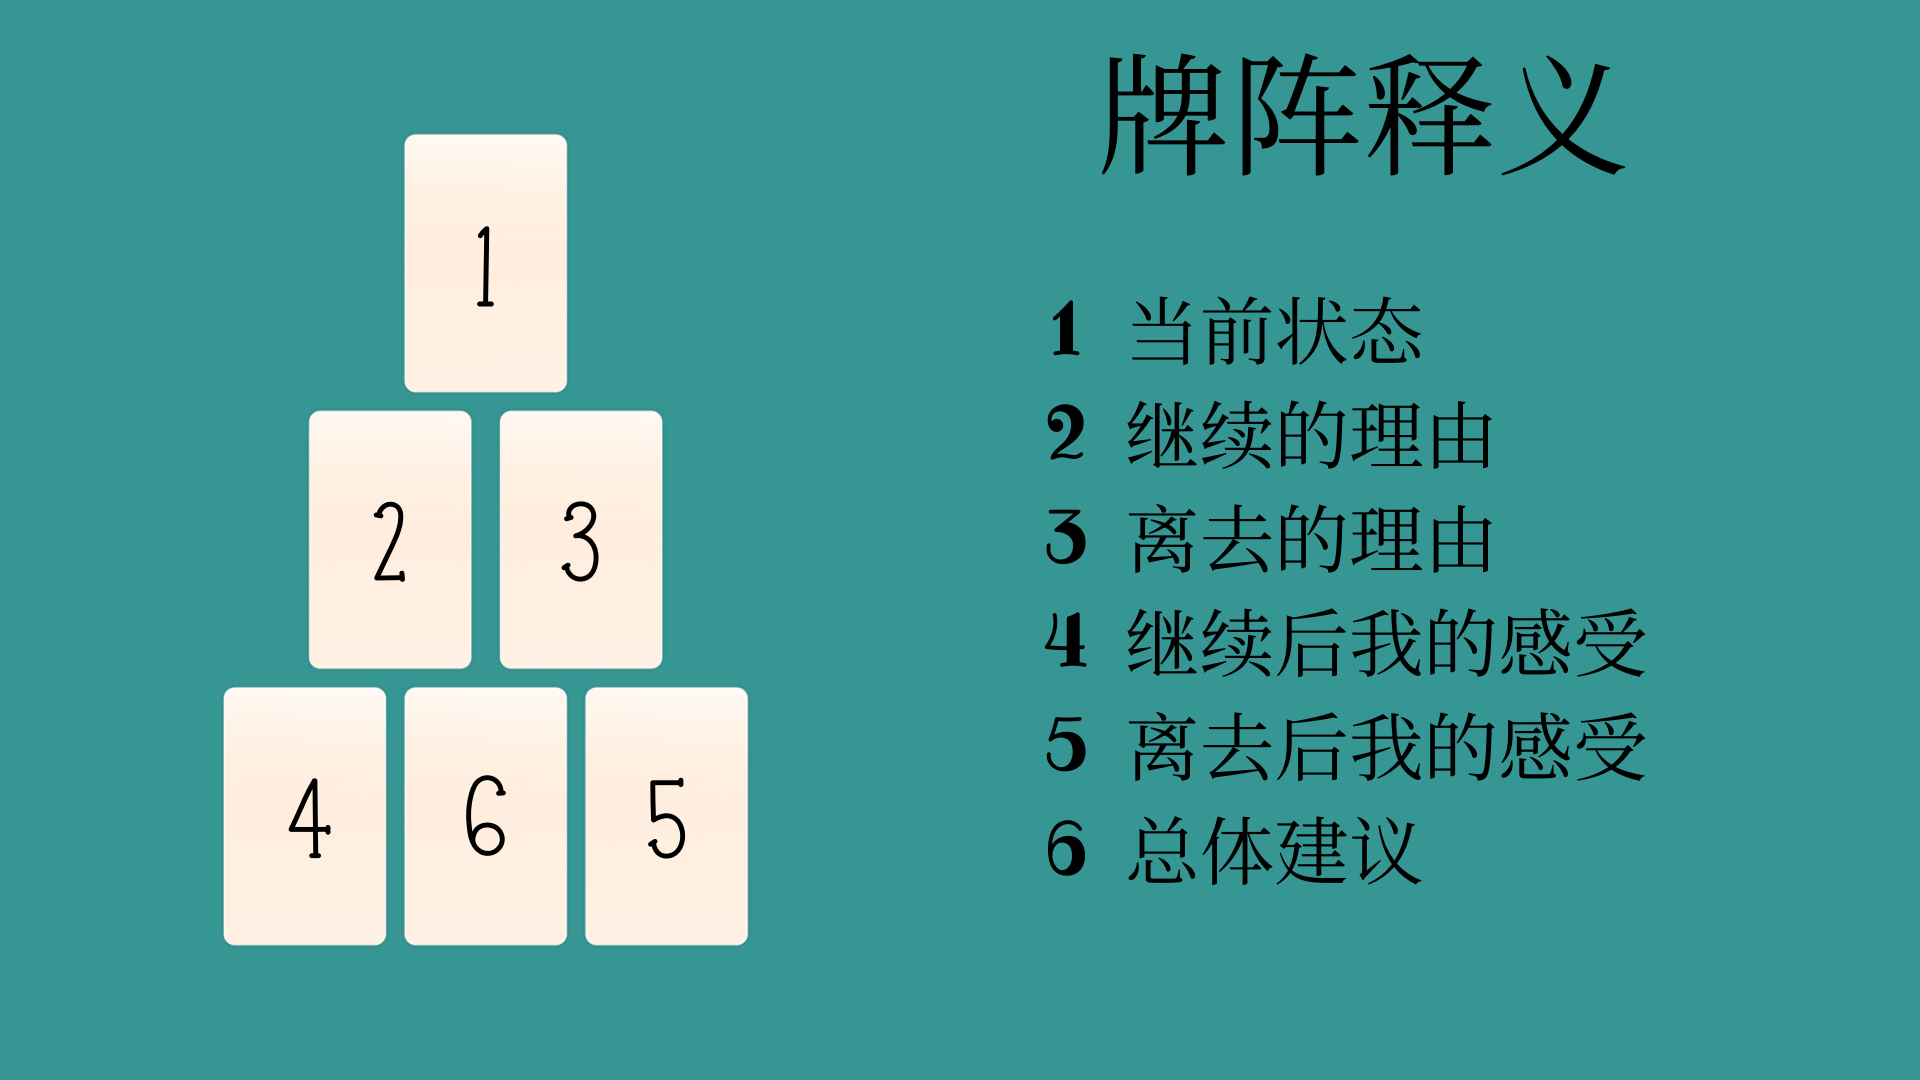 牌阵释义
1
2 3
4 6 5
1 当前状态
2 继续的理由
3 离去的理由
4 继续后我的感受
5 离去后我的感受
6 总体建议